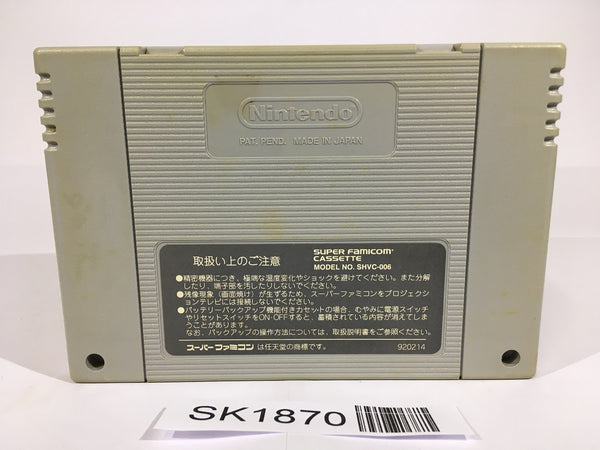 Nintendo
PAT. PEND. MADE IN JAPAN
取扱い上のご注意
SUPER FAMICOM
CASSETTE
MODEL NO. SHVC-006
●精密機器につき、極端な温度変化やショックを避けてください。また分解
したり、端子部を汚したりしないでください。
●残像現象(画面焼け)が生ずるため、スーパーファミコンをプロジェクシ
ョンテレビには接続しないでください。
●バッテリーバックアップ機能付きカセットの場合、むやみに電源スイッチ
やリセットスイッチをON-OFFすると、蓄積されている内容が消えてしま
うことがあります。
なお、バックアップの操作方法については、取扱説明書をご参照ください。
スーパーファミコン は任天堂の商標です。
920214
SK1870